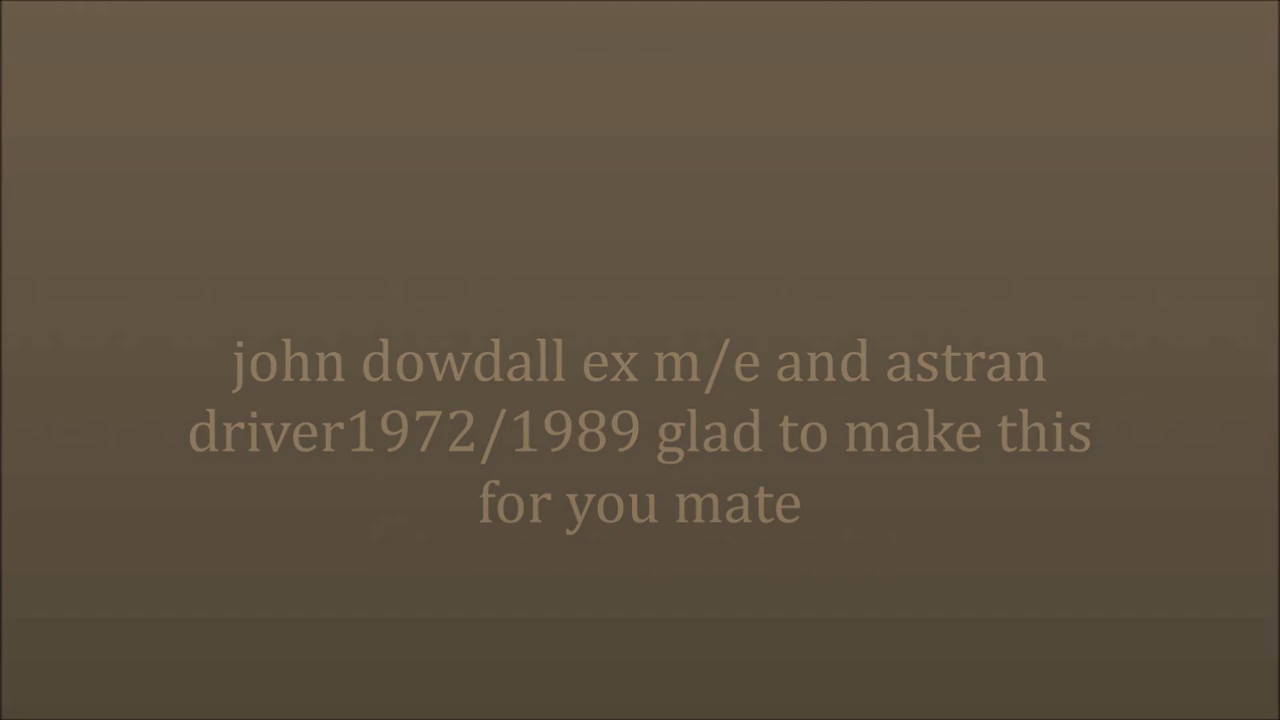 john dowdall ex m/e and astran
driver1972/1989 glad to make this
for you mate